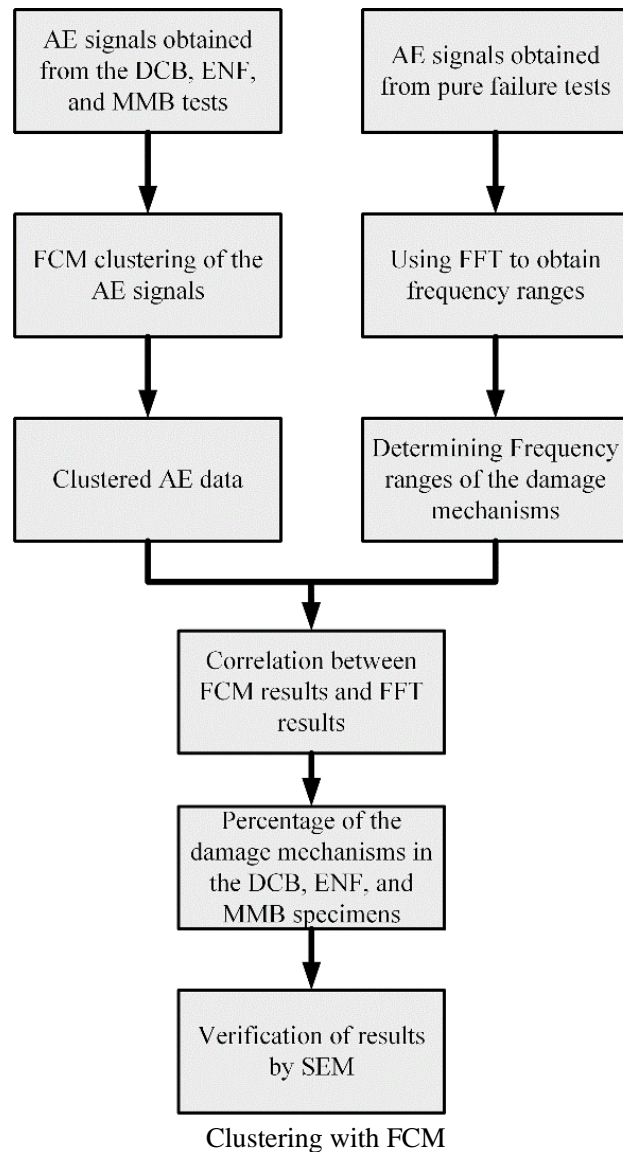 AE signals obtained
from the DCB, ENF,
and MMB tests
AE signals obtained
from pure failure tests
FCM clustering of the
AE signals
Using FFT to obtain
frequency ranges
Clustered AE data
Determining Frequency
ranges of the damage
mechanisms
Correlation between
FCM results and FFT
results
Percentage of the
damage mechanisms in
the DCB, ENF, and
MMB specimens
Verification of results
by SEM
Clustering with FCM